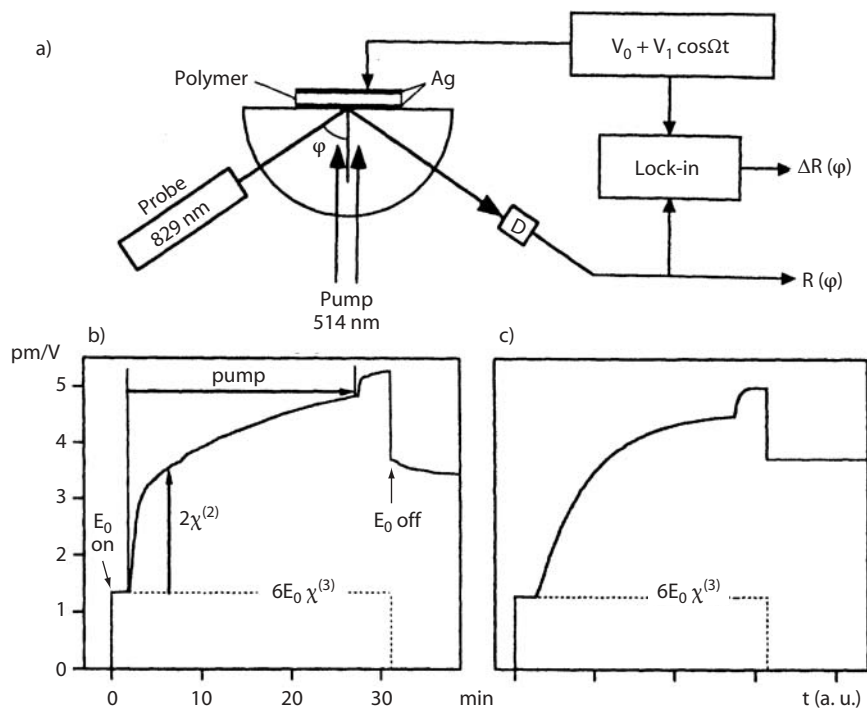 a)
V₀ + V₁ cosΩt
Polymer
Ag
φ
Lock-in
ΔR (φ)
Probe
829 nm
D
R (φ)
Pump
514 nm
b)
c)
pm/V
5
4
3
2
1
0
pump
E₀
on
2χ⁽²⁾
E₀ off
6E₀ χ⁽³⁾
6E₀ χ⁽³⁾
0
10
20
30
min
t (a. u.)